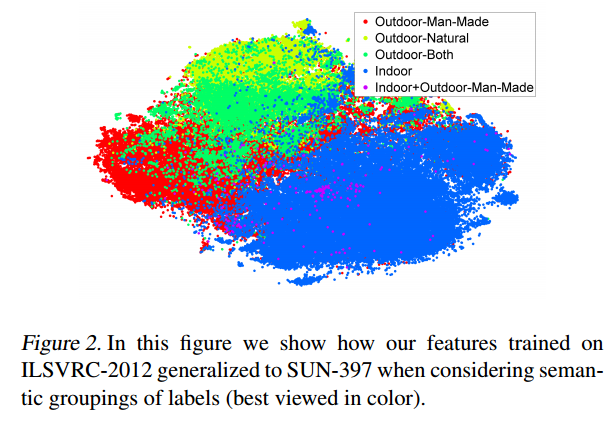 Outdoor-Man-Made
Outdoor-Natural
Outdoor-Both
Indoor
Indoor+Outdoor-Man-Made
Figure 2. In this figure we show how our features trained on
ILSVRC-2012 generalized to SUN-397 when considering seman-
tic groupings of labels (best viewed in color).